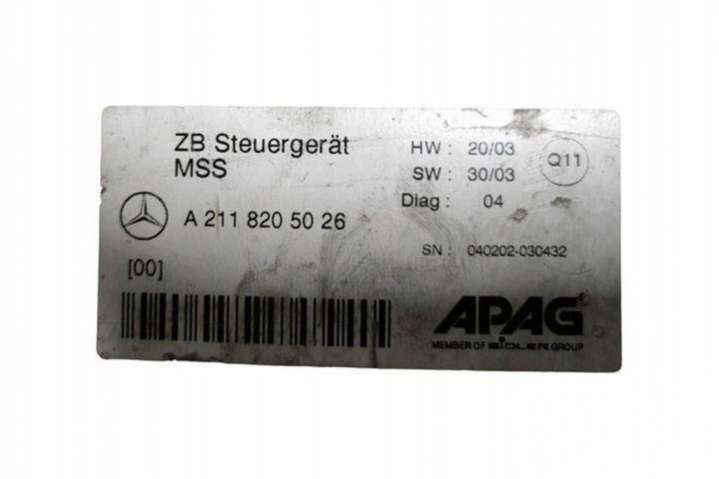 ZB Steuergerät
MSS
A 211 820 50 26
[00]
HW : 20/03
SW : 30/03
Diag : 04
Q11
SN : 040202-030432
APAG
MEMBER OF SIDLER GROUP